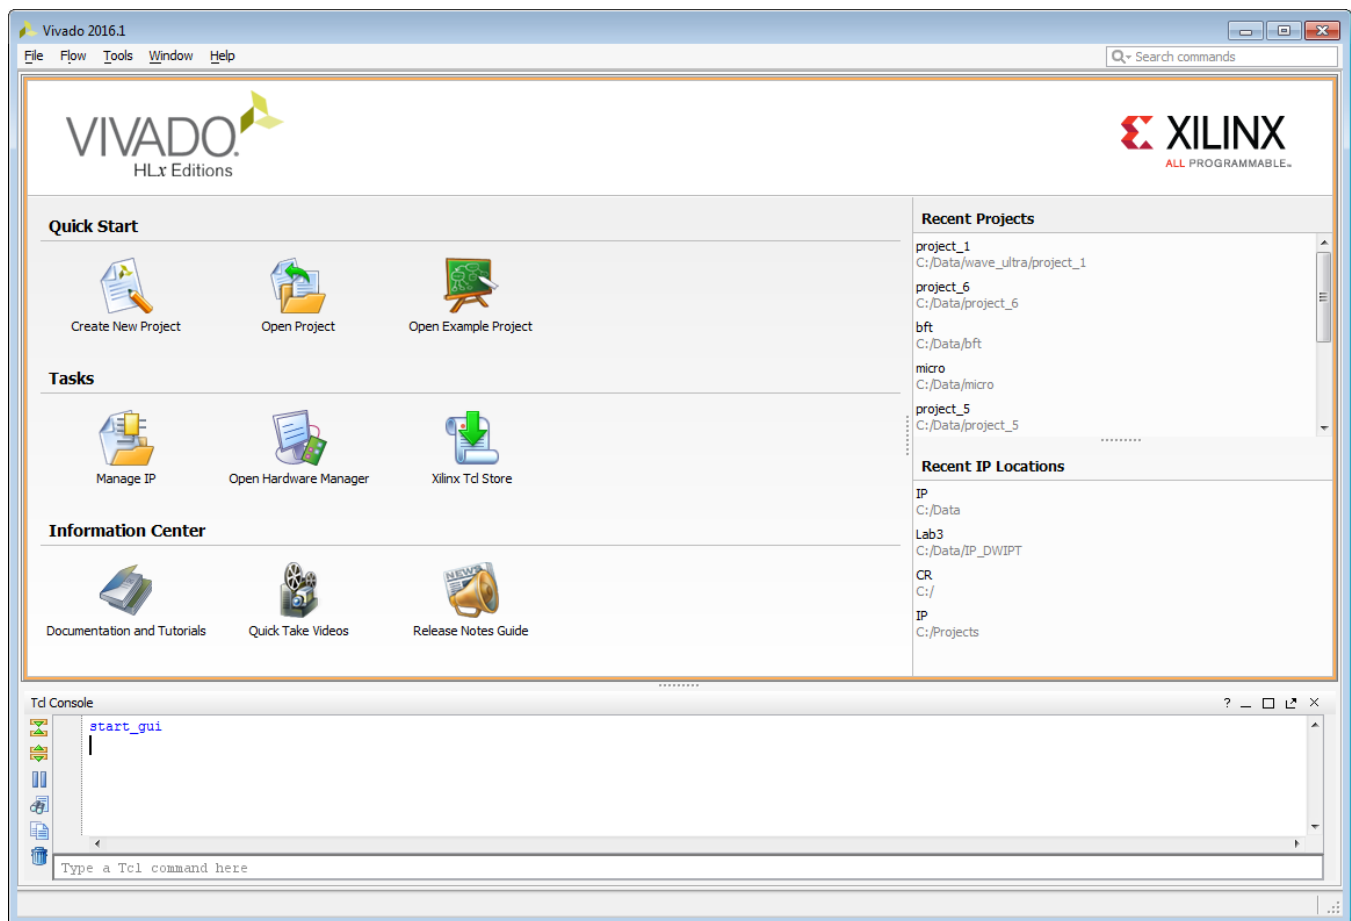 Vivado 2016.1
File Flow Tools Window Help
Search commands
VIVADO.
HLx Editions
XILINX
ALL PROGRAMMABLE™
Quick Start
Create New Project
Open Project
Open Example Project
Tasks
Manage IP
Open Hardware Manager
Xilinx Tcl Store
Information Center
NEWS
Documentation and Tutorials
Quick Take Videos
Release Notes Guide
Recent Projects
project_1
C:/Data/wave_ultra/project_1
project_6
C:/Data/project_6
bft
C:/Data/bft
micro
C:/Data/micro
project_5
C:/Data/project_5
Recent IP Locations
IP
C:/Data
Lab3
C:/Data/IP_DWIPT
CR
C:/
IP
C:/Projects
Tcl Console
start_gui
Type a Tcl command here